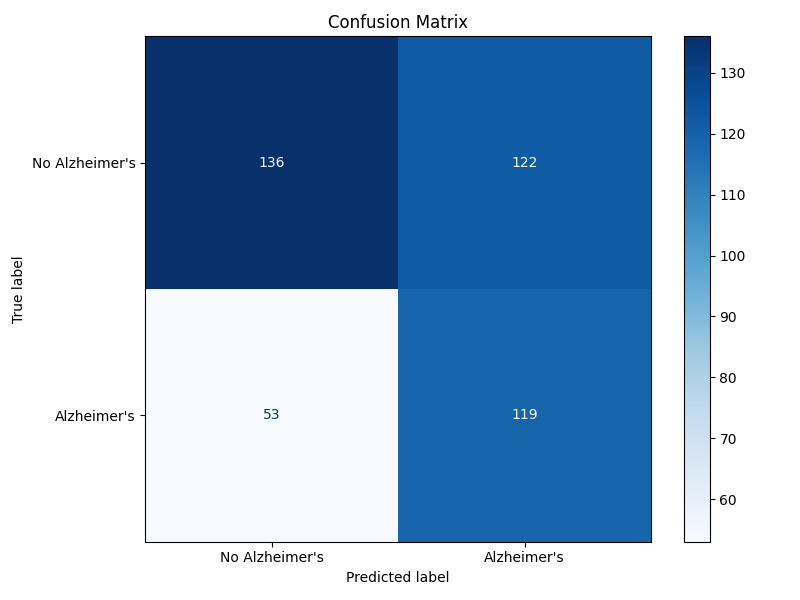 Confusion Matrix
No Alzheimer's
136
122
Alzheimer's
53
119
True label
No Alzheimer's
Alzheimer's
Predicted label
130
120
110
100
90
80
70
60